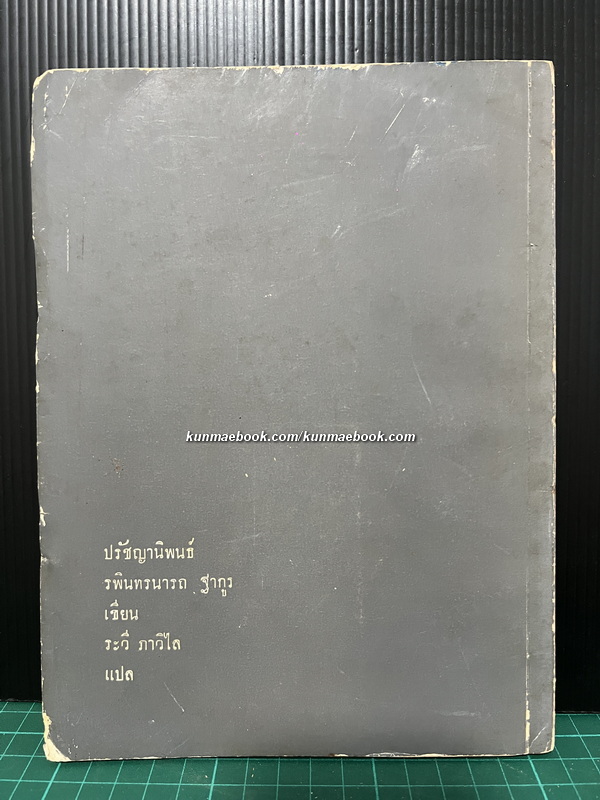 kunmaebook.com/kunmaebook.com
ปรัชญานิพนธ์
รพินทรนารถ ฐากูร
เขียน
ระวี ภาวิไล
แปล